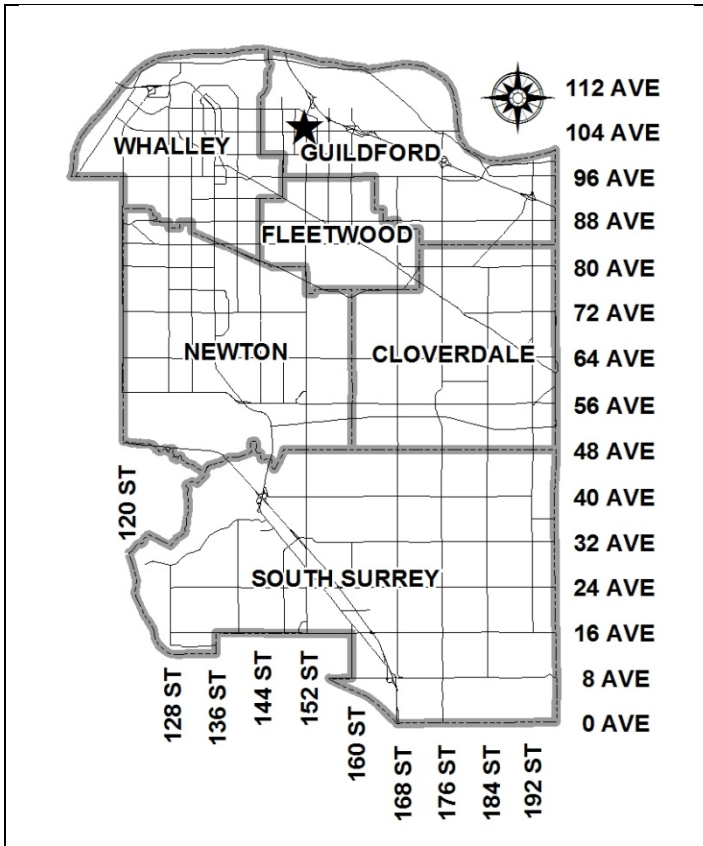 112 AVE
104 AVE
WHALLEY
GUILDFORD
96 AVE
88 AVE
FLEETWOOD
80 AVE
72 AVE
NEWTON
CLOVERDALE
64 AVE
56 AVE
48 AVE
120 ST
40 AVE
32 AVE
SOUTH SURREY
24 AVE
16 AVE
128 ST
136 ST
144 ST
152 ST
160 ST
8 AVE
0 AVE
168 ST
176 ST
184 ST
192 ST